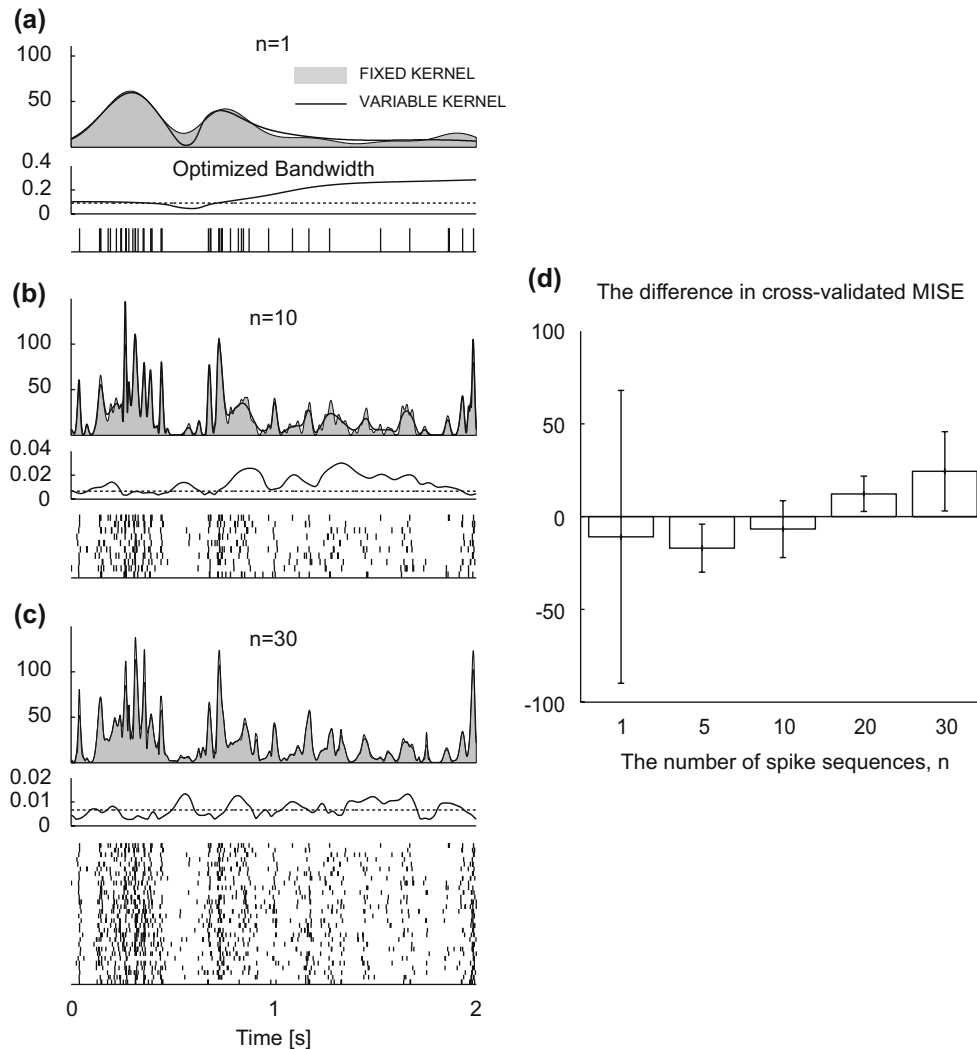 (a)
n=1
100
50
FIXED KERNEL
VARIABLE KERNEL
Optimized Bandwidth
0.4
0.2
0
(b)
n=10
100
50
0.04
0.02
0
(c)
n=30
100
50
0.02
0.01
0
0 1 2
Time [s]
(d)
The difference in cross-validated MISE
100
50
0
-50
-100
1 5 10 20 30
The number of spike sequences, n